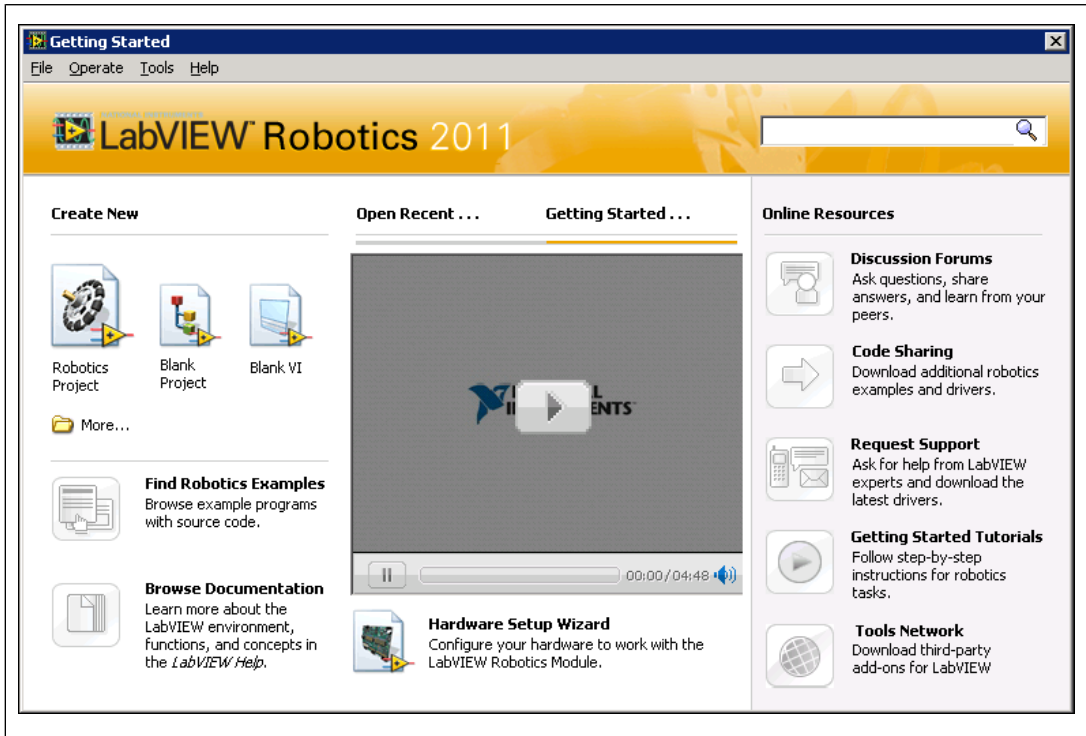 Getting Started
File Operate Tools Help
LabVIEW™ Robotics 2011
Create New
Robotics
Project
Blank
Project
Blank VI
More...
Find Robotics Examples
Browse example programs
with source code.
Browse Documentation
Learn more about the
LabVIEW environment,
functions, and concepts in
the LabVIEW Help.
Open Recent . . .
Getting Started . . .
ENTS™
00:00/04:48
Hardware Setup Wizard
Configure your hardware to work with the
LabVIEW Robotics Module.
Online Resources
Discussion Forums
Ask questions, share
answers, and learn from your
peers.
Code Sharing
Download additional robotics
examples and drivers.
Request Support
Ask for help from LabVIEW
experts and download the
latest drivers.
Getting Started Tutorials
Follow step-by-step
instructions for robotics
tasks.
Tools Network
Download third-party
add-ons for LabVIEW